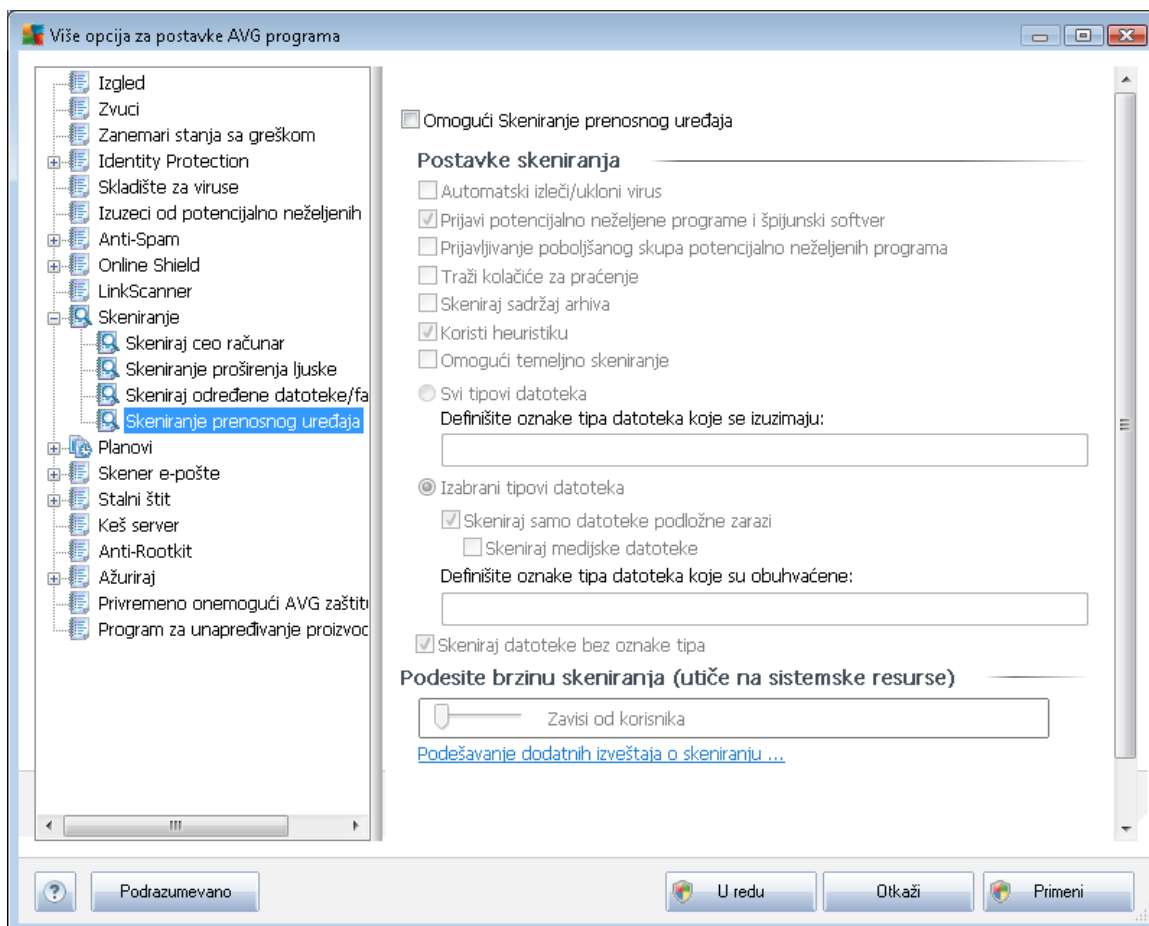 Više opcija za postavke AVG programa
Izgled
Zvuci
Zanemari stanja sa greškom
Identity Protection
Skladište za viruse
Izuzeci od potencijalno neželjenih
Anti-Spam
Online Shield
LinkScanner
Skeniranje
Skeniraj ceo računar
Skeniranje proširenja ljuske
Skeniraj određene datoteke/fa
Skeniranje prenosnog uređaja
Planovi
Skener e-pošte
Stalni štit
Keš server
Anti-Rootkit
Ažuriraj
Privremeno onemogući AVG zaštitu
Program za unapređivanje proizvoc
Omogući Skeniranje prenosnog uređaja
Postavke skeniranja
Automatski izleči/ukloni virus
Prijavi potencijalno neželjene programe i špijunski softver
Prijavljivanje poboljšanog skupa potencijalno neželjenih programa
Traži kolačiće za praćenje
Skeniraj sadržaj arhiva
Koristi heuristiku
Omogući temeljno skeniranje
Svi tipovi datoteka
Definišite oznake tipa datoteka koje se izuzimaju:
Izabrani tipovi datoteka
Skeniraj samo datoteke podložne zarazi
Skeniraj medijske datoteke
Definišite oznake tipa datoteka koje su obuhvaćene:
Skeniraj datoteke bez oznake tipa
Podesite brzinu skeniranja (utiče na sistemske resurse)
Zavisi od korisnika
Podešavanje dodatnih izveštaja o skeniranju ...
?
Podrazumevano
U redu
Otkaži
Primeni